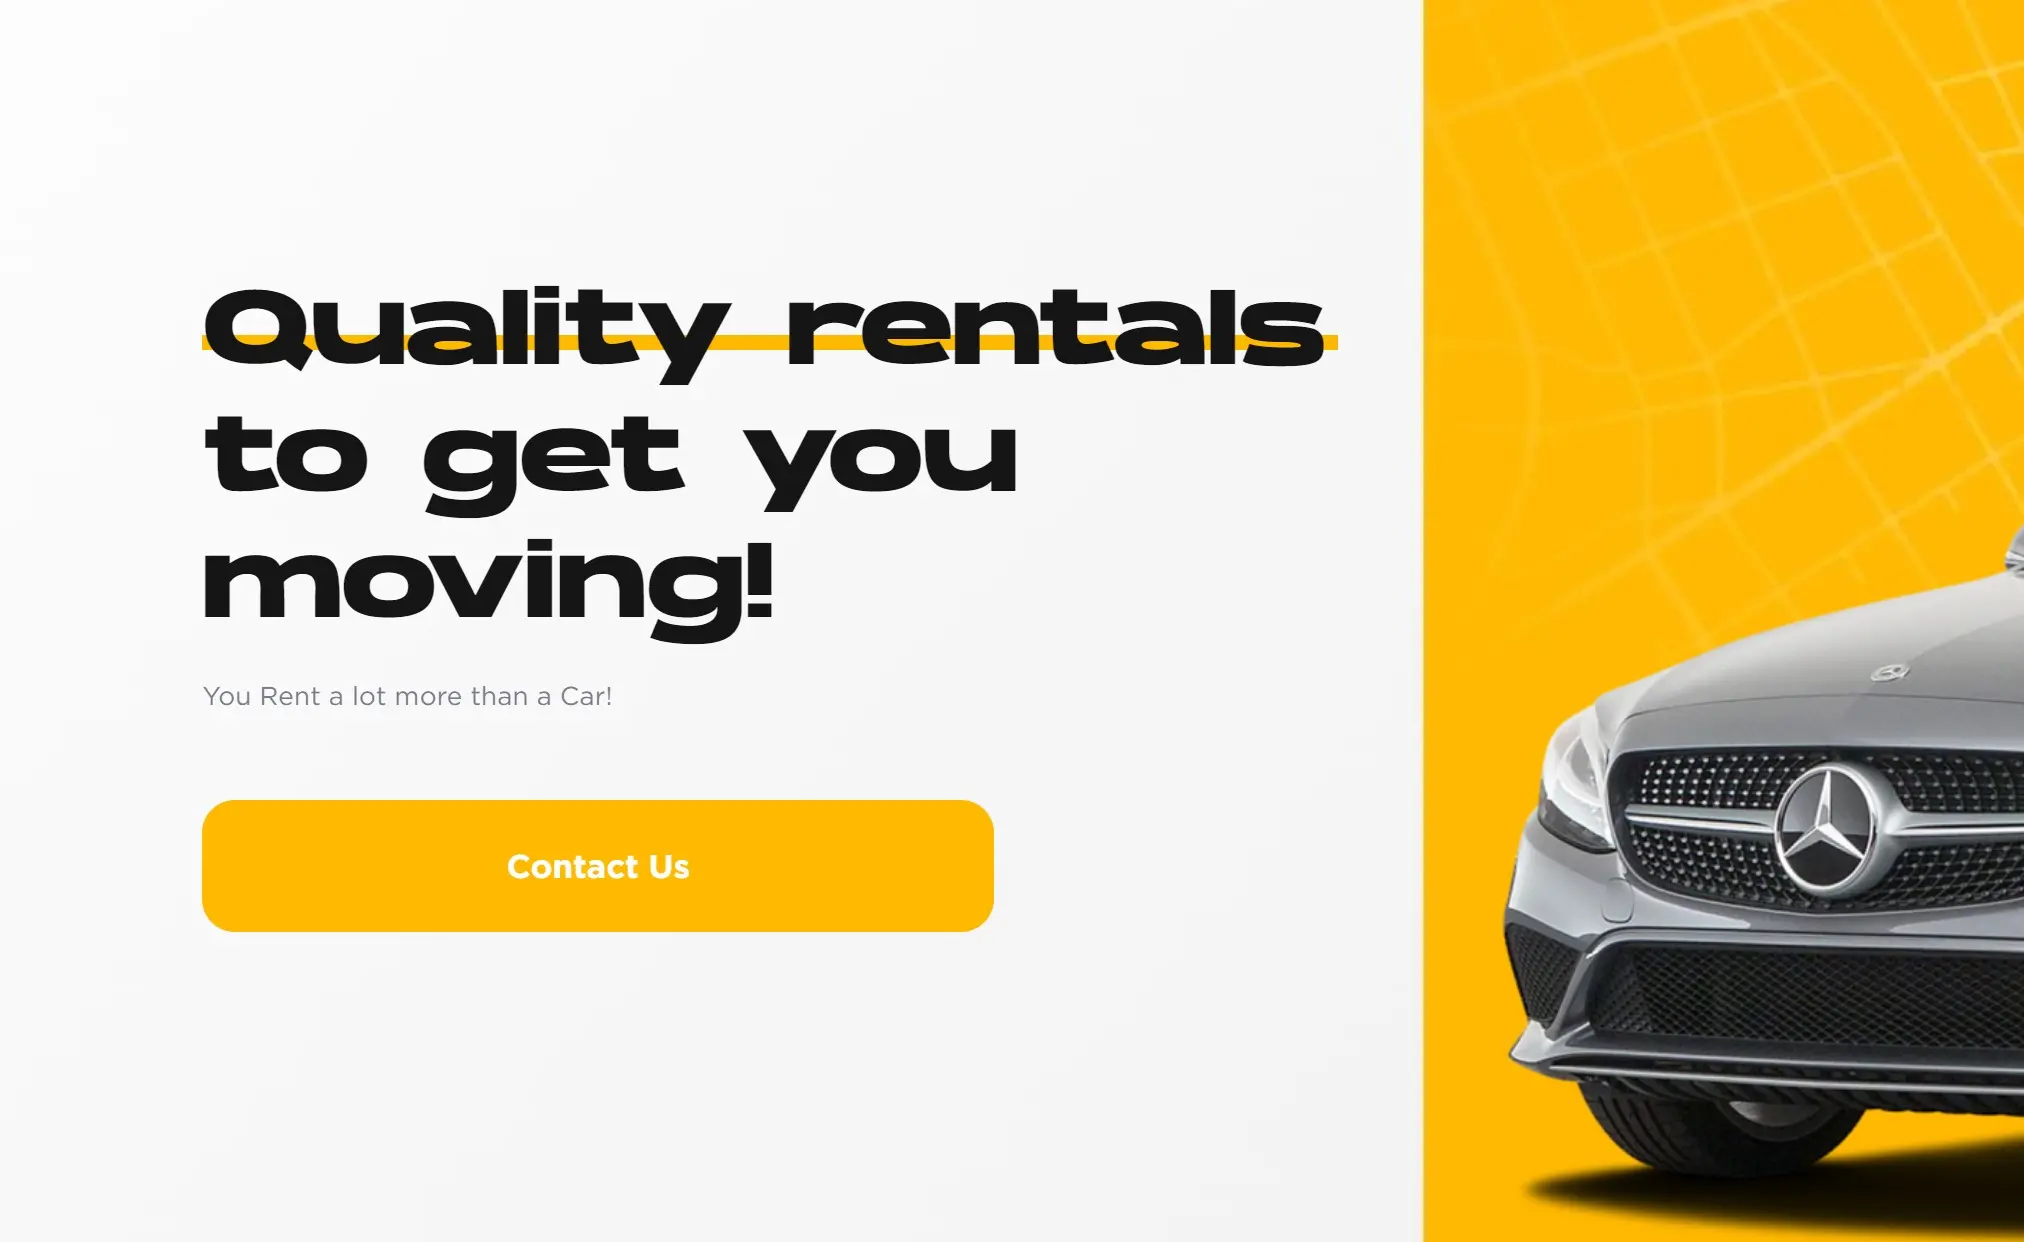 Quality rentals
to get you
moving!
You Rent a lot more than a Car!
Contact Us